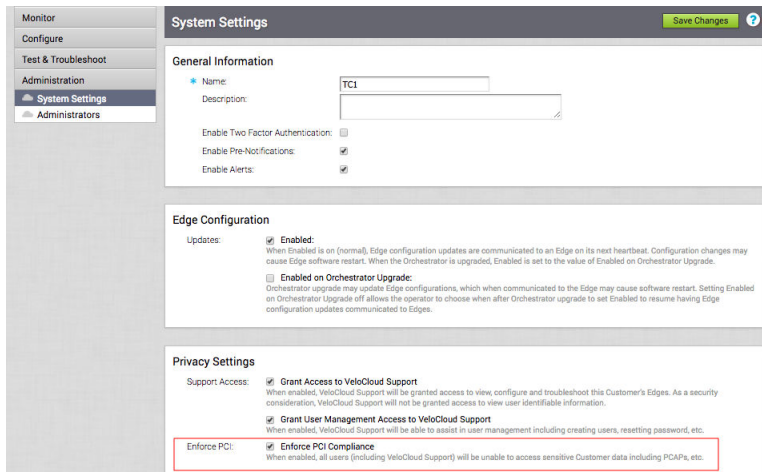 Monitor
Configure
Test & Troubleshoot
Administration
System Settings
Administrators
System Settings
Save Changes
?
General Information
* Name:
TC1
Description:
Enable Two Factor Authentication:
Enable Pre-Notifications:
Enable Alerts:
Edge Configuration
Updates:
Enabled:
When Enabled is on (normal), Edge configuration updates are communicated to an Edge on its next heartbeat. Configuration changes may
cause Edge software restart. When the Orchestrator is upgraded, Enabled is set to the value of Enabled on Orchestrator Upgrade.
Enabled on Orchestrator Upgrade:
Orchestrator upgrade may update Edge configurations, which when communicated to the Edge may cause software restart. Setting Enabled
on Orchestrator Upgrade off allows the operator to choose when after Orchestrator upgrade to set Enabled to resume having Edge
configuration updates communicated to Edges.
Privacy Settings
Support Access:
Grant Access to VeloCloud Support
When enabled, VeloCloud Support will be granted access to view, configure and troubleshoot this Customer's Edges. As a security
consideration, VeloCloud Support will not be granted access to view user identifiable information.
Grant User Management Access to VeloCloud Support
When enabled, VeloCloud Support will be able to assist in user management including creating users, resetting password, etc.
Enforce PCI:
Enforce PCI Compliance
When enabled, all users (including VeloCloud Support) will be unable to access sensitive Customer data including PCAPs, etc.